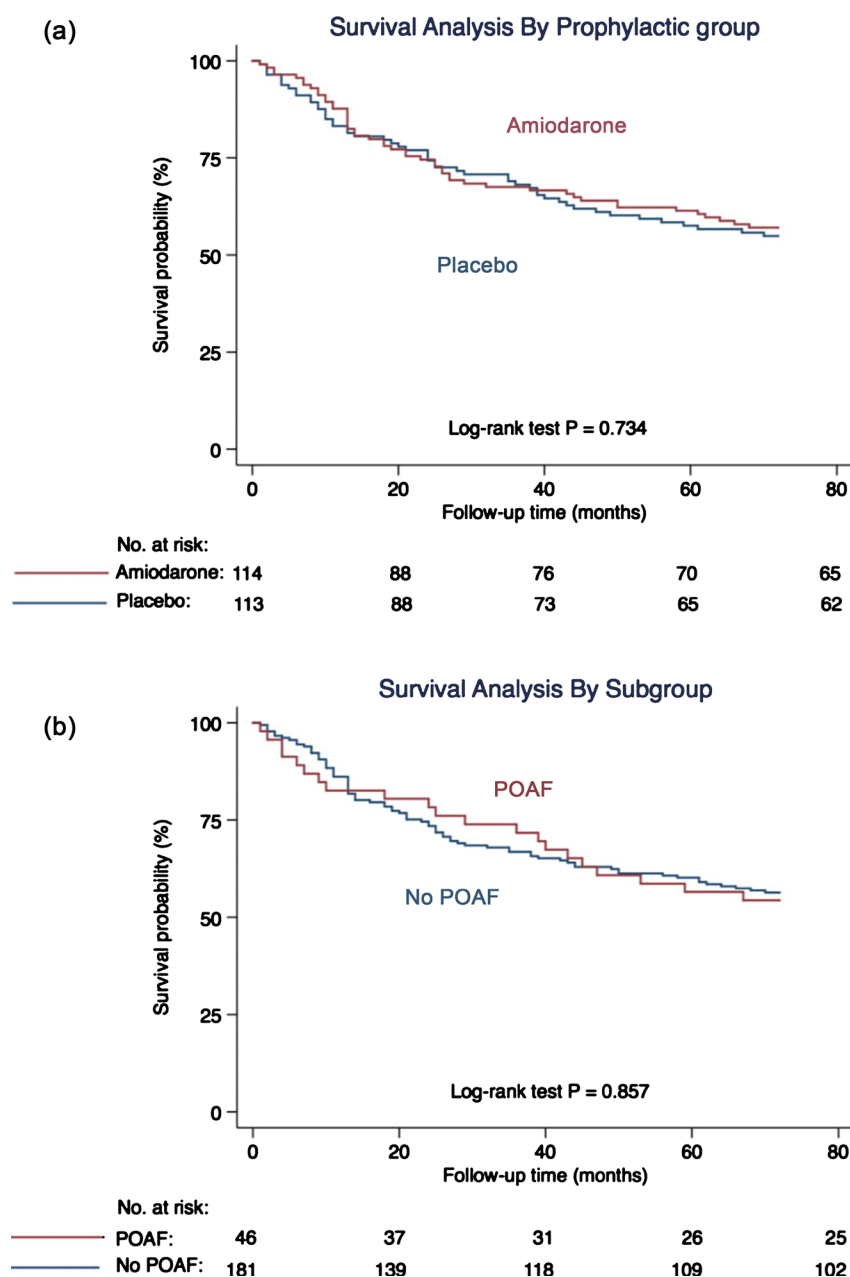 (a)
Survival Analysis By Prophylactic group
Survival probability (%)
100
75
50
25
0
Amiodarone
Placebo
Log-rank test P = 0.734
0 20 40 60 80
Follow-up time (months)
No. at risk:
Amiodarone: 114 88 76 70 65
Placebo: 113 88 73 65 62
(b)
Survival Analysis By Subgroup
Survival probability (%)
100
75
50
25
0
POAF
No POAF
Log-rank test P = 0.857
0 20 40 60 80
Follow-up time (months)
No. at risk:
POAF: 46 37 31 26 25
No POAF: 181 139 118 109 102